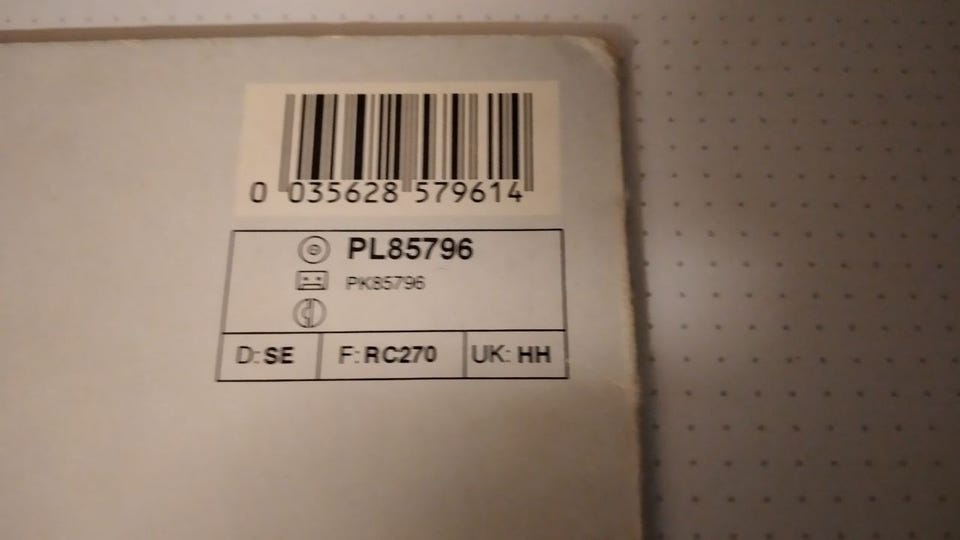 0 035628 579614
PL85796
PK85796
D: SE F: RC270 UK: HH